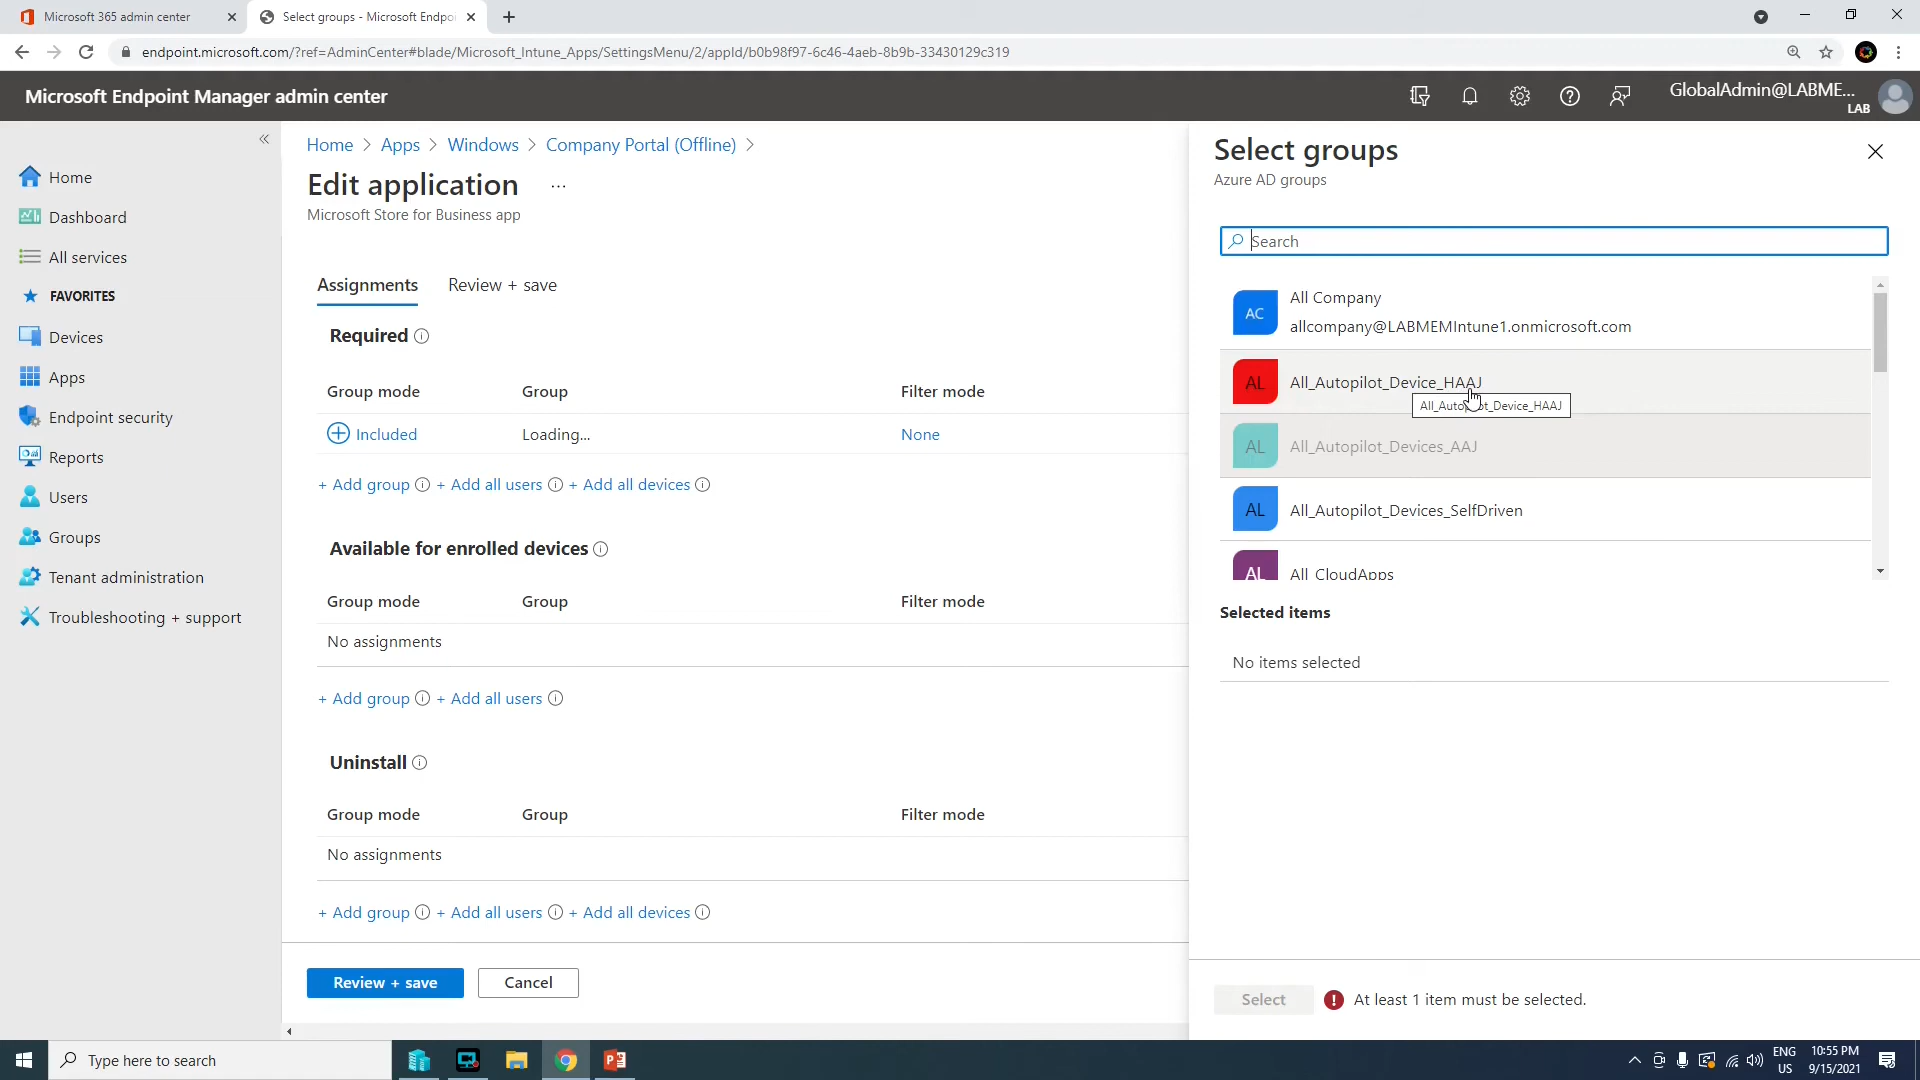 Microsoft 365 admin center
Select groups - Microsoft Endpoi
endpoint.microsoft.com/?ref=AdminCenter#blade/Microsoft_Intune_Apps/SettingsMenu/2/appId/b0b98f97-6c46-4aeb-8b9b-33430129c319
Microsoft Endpoint Manager admin center
GlobalAdmin@LABME...
LAB
Home
Dashboard
All services
FAVORITES
Devices
Apps
Endpoint security
Reports
Users
Groups
Tenant administration
Troubleshooting + support
Home > Apps > Windows > Company Portal (Offline) >
Edit application ...
Microsoft Store for Business app
Assignments Review + save
Required
Group mode Group Filter mode
Included Loading... None
+ Add group + Add all users + Add all devices
Available for enrolled devices
Group mode Group Filter mode
No assignments
+ Add group + Add all users
Uninstall
Group mode Group Filter mode
No assignments
+ Add group + Add all users + Add all devices
Review + save Cancel
Select groups
Azure AD groups
Search
AC All Company
allcompany@LABMEMIntune1.onmicrosoft.com
AL All_Autopilot_Device_HAAJ
All_Autopilot_Device_HAAJ
AL All_Autopilot_Devices_AAJ
AL All_Autopilot_Devices_SelfDriven
AL All_CloudApps
Selected items
No items selected
Select At least 1 item must be selected.
Type here to search
ENG
US
10:55 PM
9/15/2021